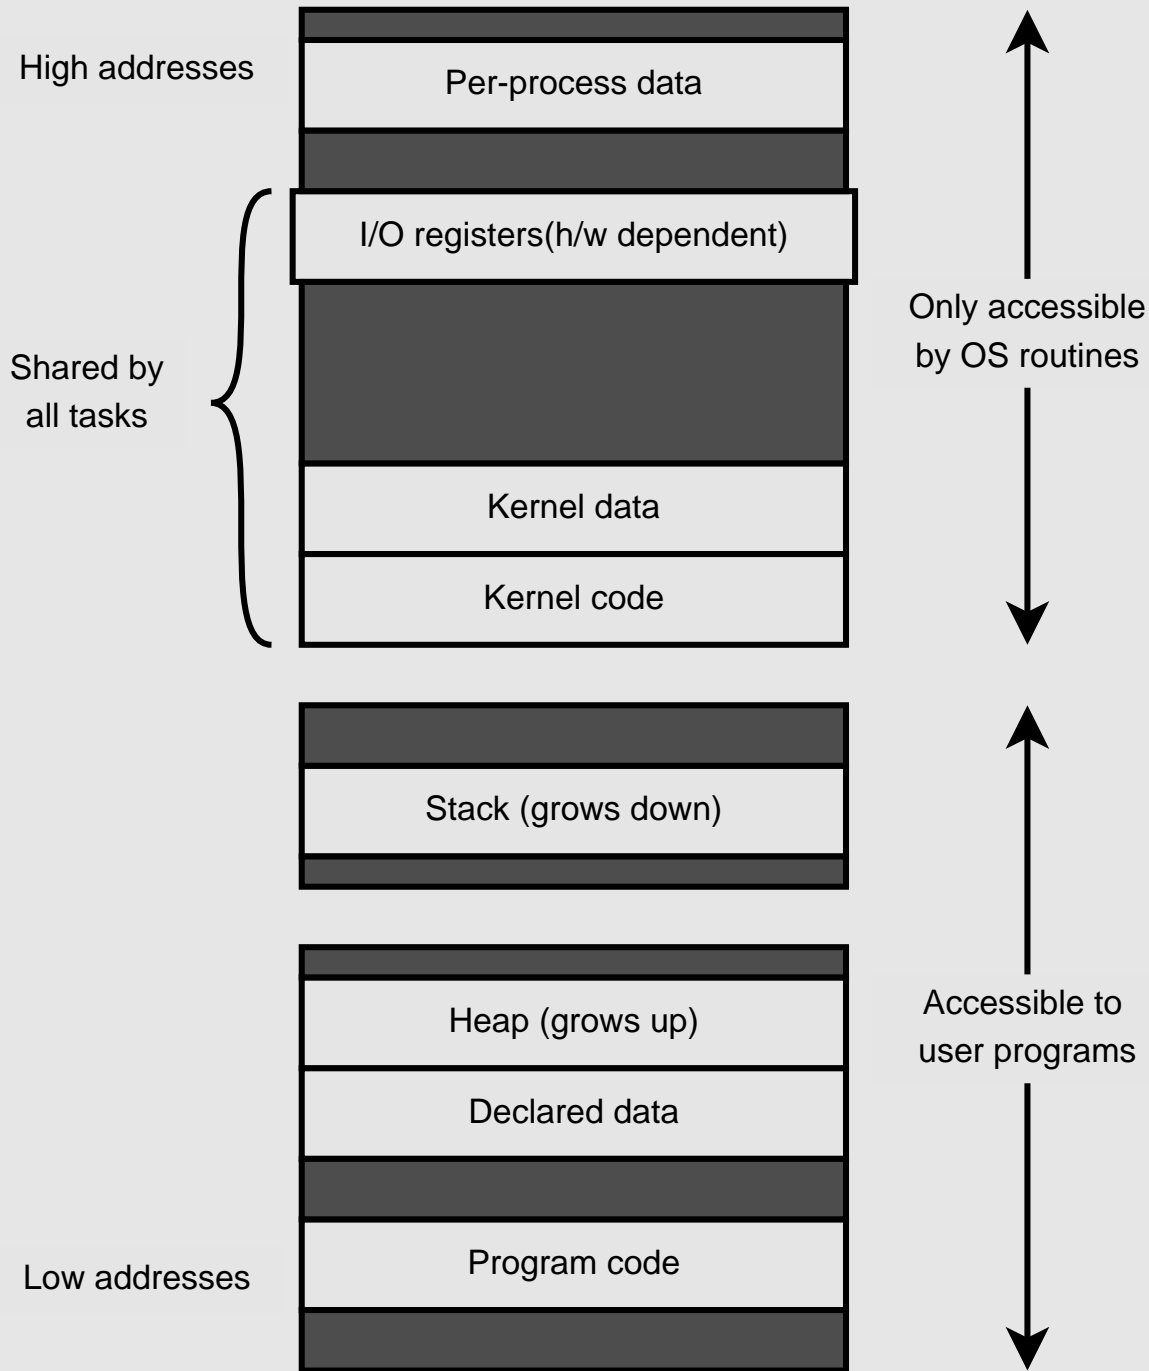 High addresses
Per-process data
I/O registers(h/w dependent)
Only accessible
by OS routines
Shared by
all tasks
Kernel data
Kernel code
Stack (grows down)
Heap (grows up)
Accessible to
user programs
Declared data
Program code
Low addresses